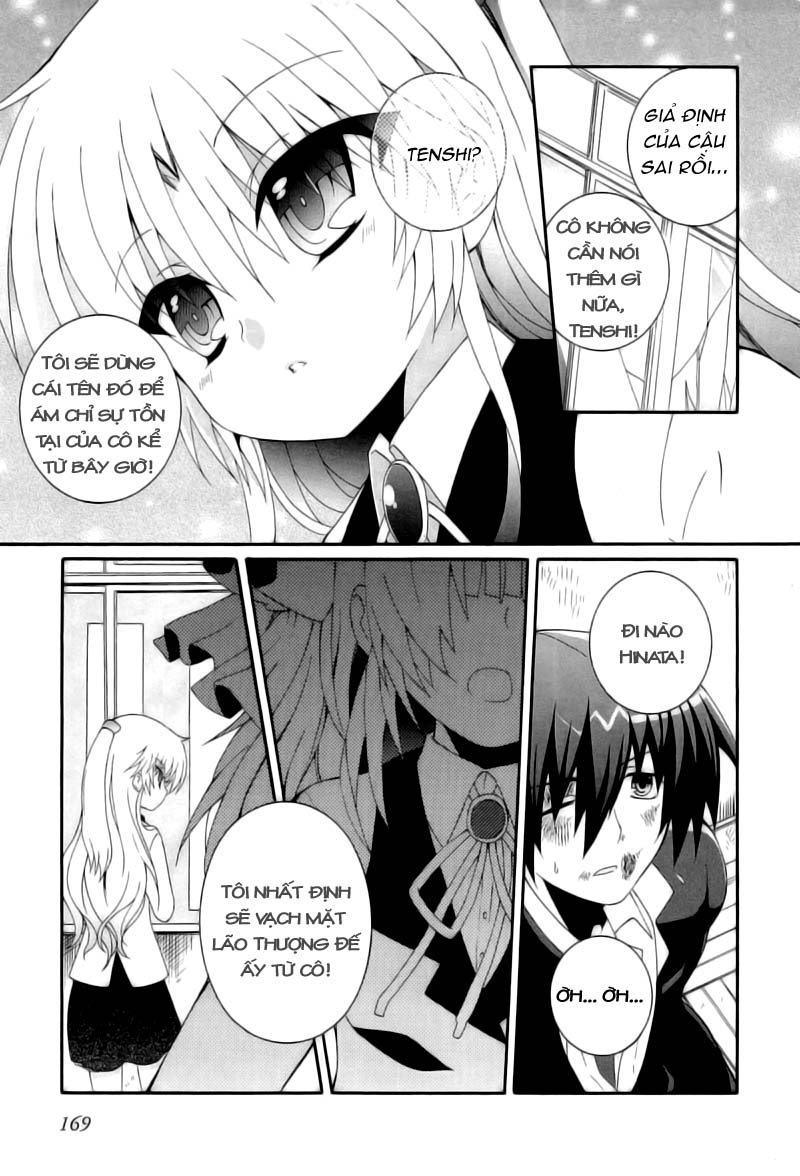 GIẢ ĐỊNH
CỦA CẬU
SAI RỒI...
CÔ KHÔNG
CẦN NÓI
THÊM GÌ
NỮA,
TENSHI!
TENSHI?
TÔI SẼ DÙNG
CÁI TÊN ĐÓ ĐỂ
ÁM CHỈ SỰ TỒN
TẠI CỦA CÔ KỂ
TỪ BÂY GIỜ!
ĐI NÀO
HINATA!
ỜH... ỜH...
TÔI NHẤT ĐỊNH
SẼ VẠCH MẶT
LÃO THƯỢNG ĐẾ
ẤY TỪ CÔ!
169